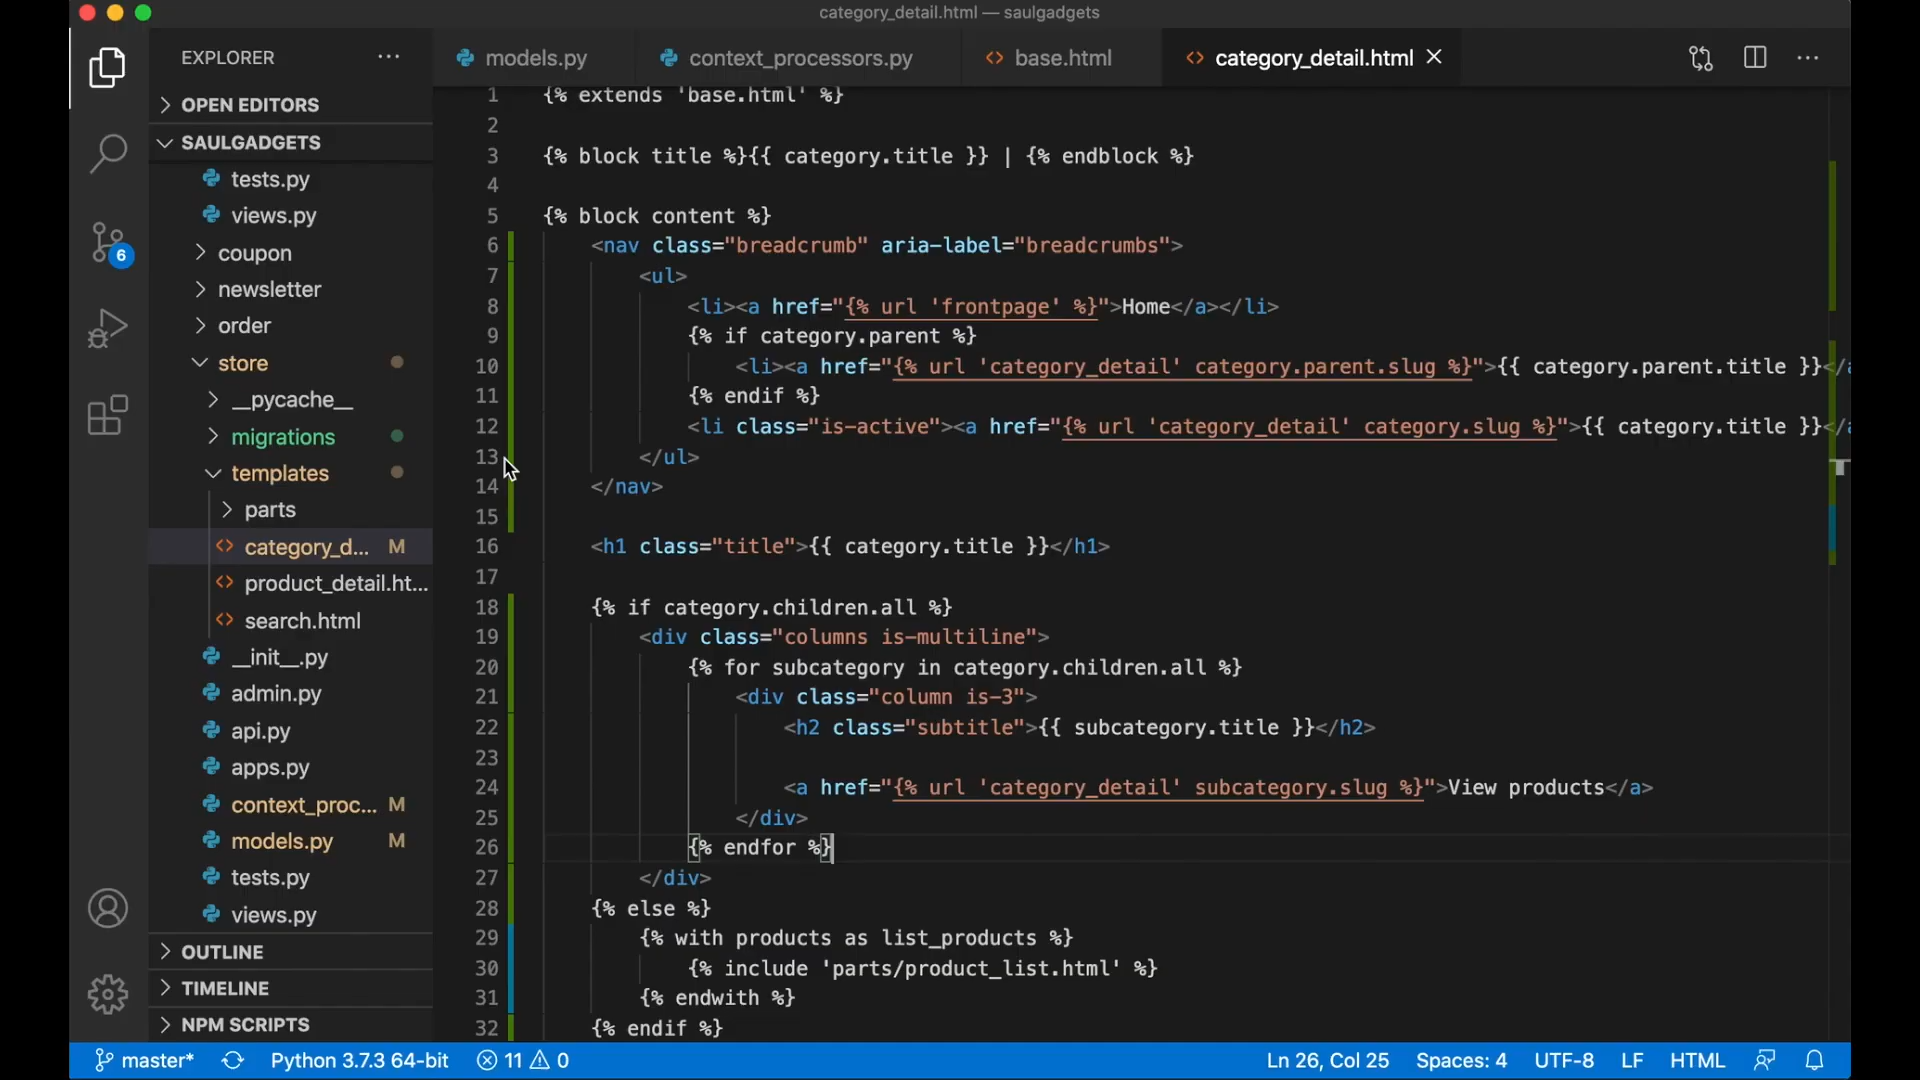 category_detail.html — saulgadgets
EXPLORER
models.py
context_processors.py
base.html
category_detail.html
OPEN EDITORS
SAULGADGETS
tests.py
views.py
coupon
newsletter
order
store
__pycache__
migrations
templates
parts
category_d... M
product_detail.ht...
search.html
__init__.py
admin.py
api.py
apps.py
context_proc... M
models.py M
tests.py
views.py
OUTLINE
TIMELINE
NPM SCRIPTS
6
1 {% extends 'base.html' %}
2
3 {% block title %}{{ category.title }} | {% endblock %}
4
5 {% block content %}
6 <nav class="breadcrumb" aria-label="breadcrumbs">
7 <ul>
8 <li><a href="{% url 'frontpage' %}">Home</a></li>
9 {% if category.parent %}
10 <li><a href="{% url 'category_detail' category.parent.slug %}">{{ category.parent.title }}</a
11 {% endif %}
12 <li class="is-active"><a href="{% url 'category_detail' category.slug %}">{{ category.title }}</a
13 </ul>
14 </nav>
15
16 <h1 class="title">{{ category.title }}</h1>
17
18 {% if category.children.all %}
19 <div class="columns is-multiline">
20 {% for subcategory in category.children.all %}
21 <div class="column is-3">
22 <h2 class="subtitle">{{ subcategory.title }}</h2>
23
24 <a href="{% url 'category_detail' subcategory.slug %}">View products</a>
25 </div>
26 {% endfor %}
27 </div>
28 {% else %}
29 {% with products as list_products %}
30 {% include 'parts/product_list.html' %}
31 {% endwith %}
32 {% endif %}
master* Python 3.7.3 64-bit 11 0 Ln 26, Col 25 Spaces: 4 UTF-8 LF HTML